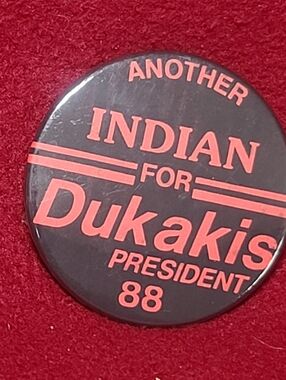 ANOTHER
INDIAN
FOR
Dukakis
PRESIDENT
88